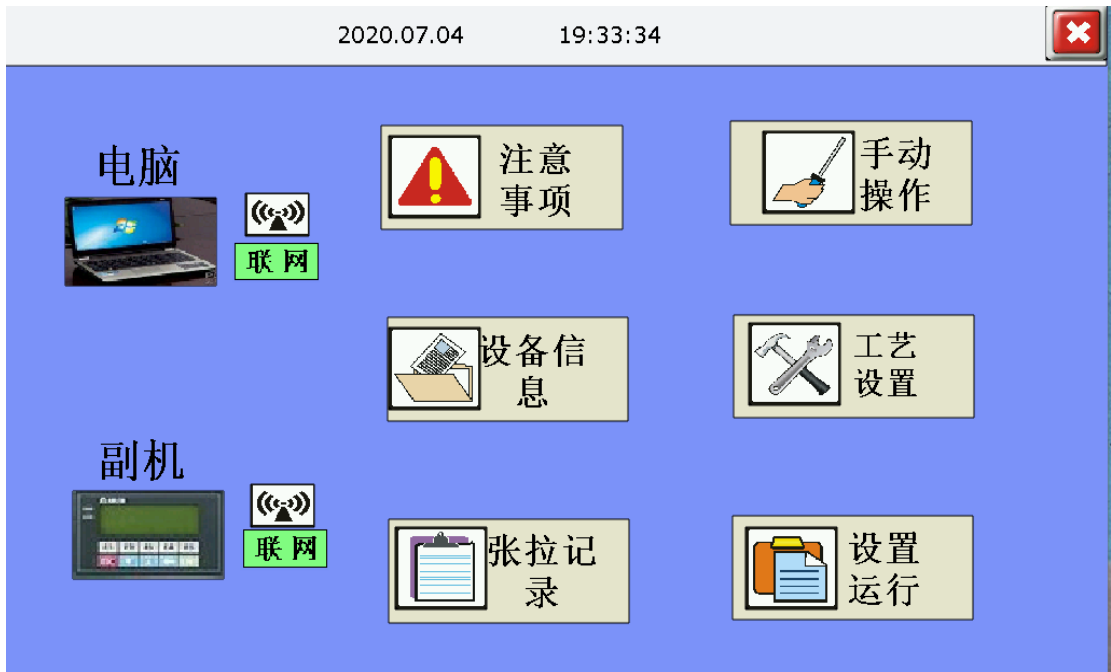 2020.07.04 19:33:34
电脑
联网
注意
事项
手动
操作
设备信
息
工艺
设置
副机
联网
张拉记
录
设置
运行